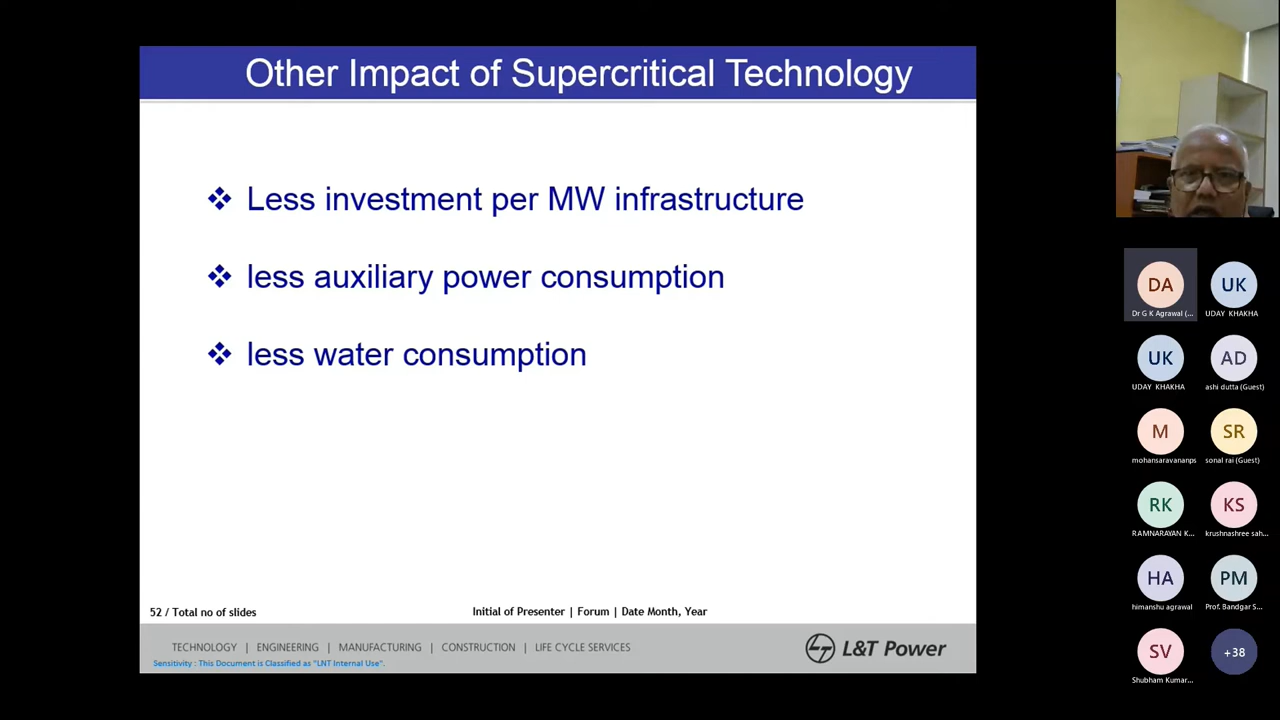 Other Impact of Supercritical Technology
Less investment per MW infrastructure
less auxiliary power consumption
less water consumption
52 / Total no of slides
Initial of Presenter | Forum | Date Month, Year
TECHNOLOGY | ENGINEERING | MANUFACTURING | CONSTRUCTION | LIFE CYCLE SERVICES
Sensitivity : This Document is Classified as "LNT Internal Use".
L&T Power
DA
Dr G K Agrawal (...
UK
UDAY KHAKHA
UK
UDAY KHAKHA
AD
ashi dutta (Guest)
M
mohansaravananps
SR
sonal rai (Guest)
RK
RAMNARAYAN K...
KS
krushnashree sah...
HA
himanshu agrawal
PM
Prof. Bandgar S...
SV
Shubham Kumar...
+38